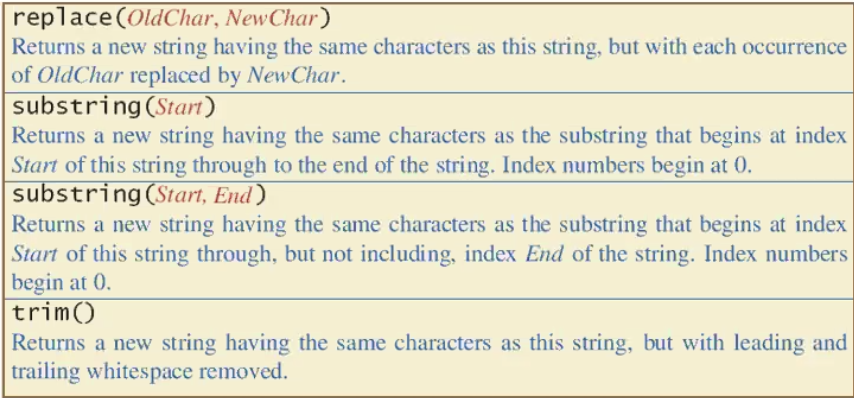 replace(OldChar, NewChar)
Returns a new string having the same characters as this string, but with each occurrence
of OldChar replaced by NewChar.
substring(Start)
Returns a new string having the same characters as the substring that begins at index
Start of this string through to the end of the string. Index numbers begin at 0.
substring(Start, End)
Returns a new string having the same characters as the substring that begins at index
Start of this string through, but not including, index End of the string. Index numbers
begin at 0.
trim()
Returns a new string having the same characters as this string, but with leading and
trailing whitespace removed.